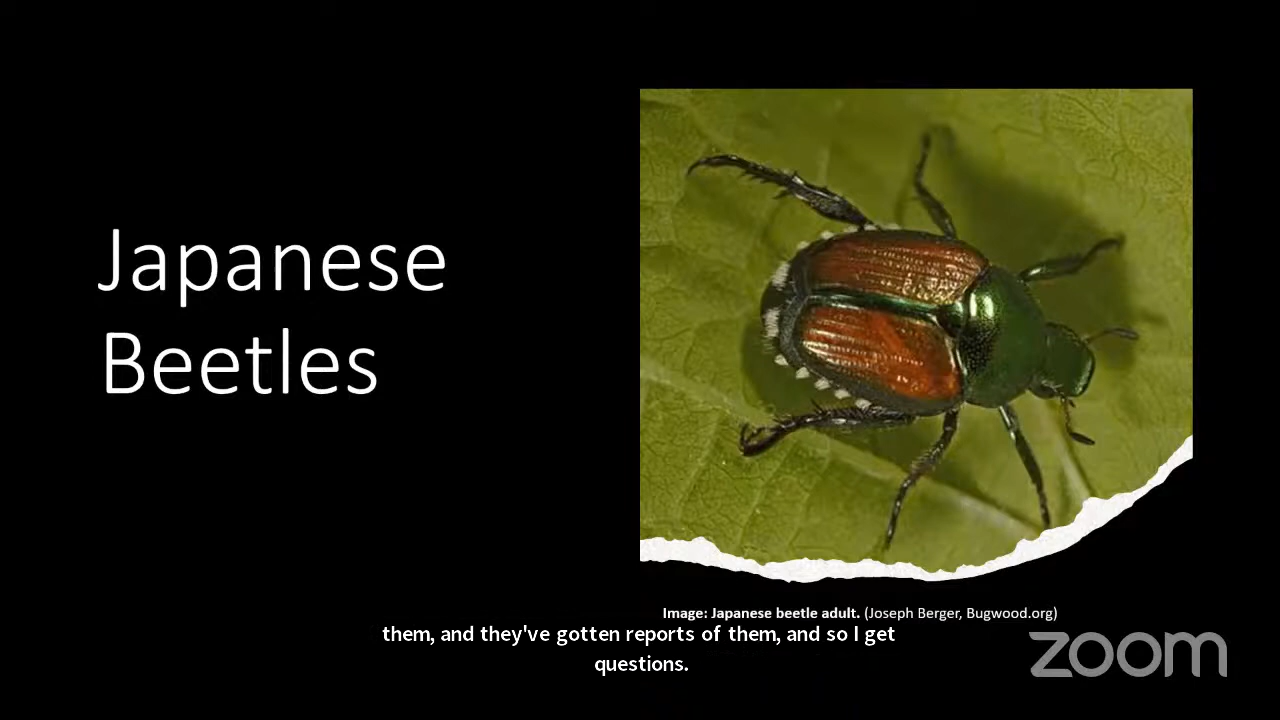 Japanese
Beetles
Image: Japanese beetle adult. (Joseph Berger, Bugwood.org)
them, and they've gotten reports of them, and so I get
questions.
zoom